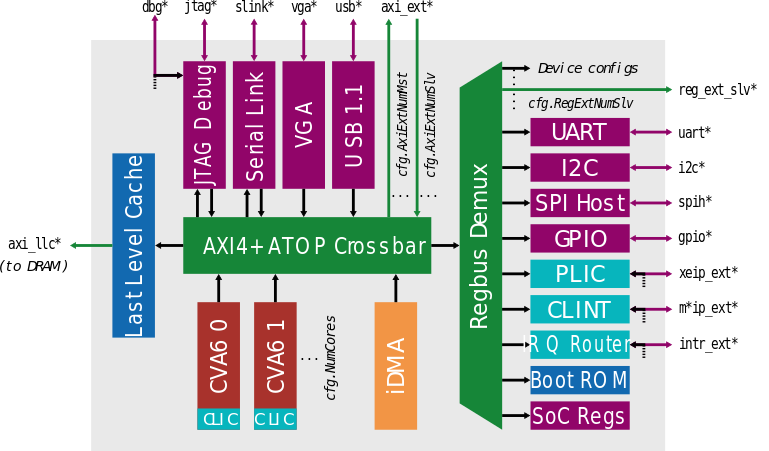 dbg*
jtag*
slink*
vga*
usb*
axi_ext*
JTAG Debug
Serial Link
VGA
USB 1.1
cfg.AxiExtNumMst
cfg.AxiExtNumSlv
... ...
Device configs
reg_ext_slv*
cfg.RegExtNumSlv
UART
uart*
I2C
i2c*
SPI Host
spih*
GPIO
gpio*
PLIC
xeip_ext*
CLINT
m*ip_ext*
IRQ Router
intr_ext*
Boot ROM
SoC Regs
Regbus Demux
Last Level Cache
axi_llc*
(to DRAM)
AXI4+ATOP Crossbar
CVA6 0
CLIC
CVA6 1
CLIC
...
cfg.NumCores
iDMA